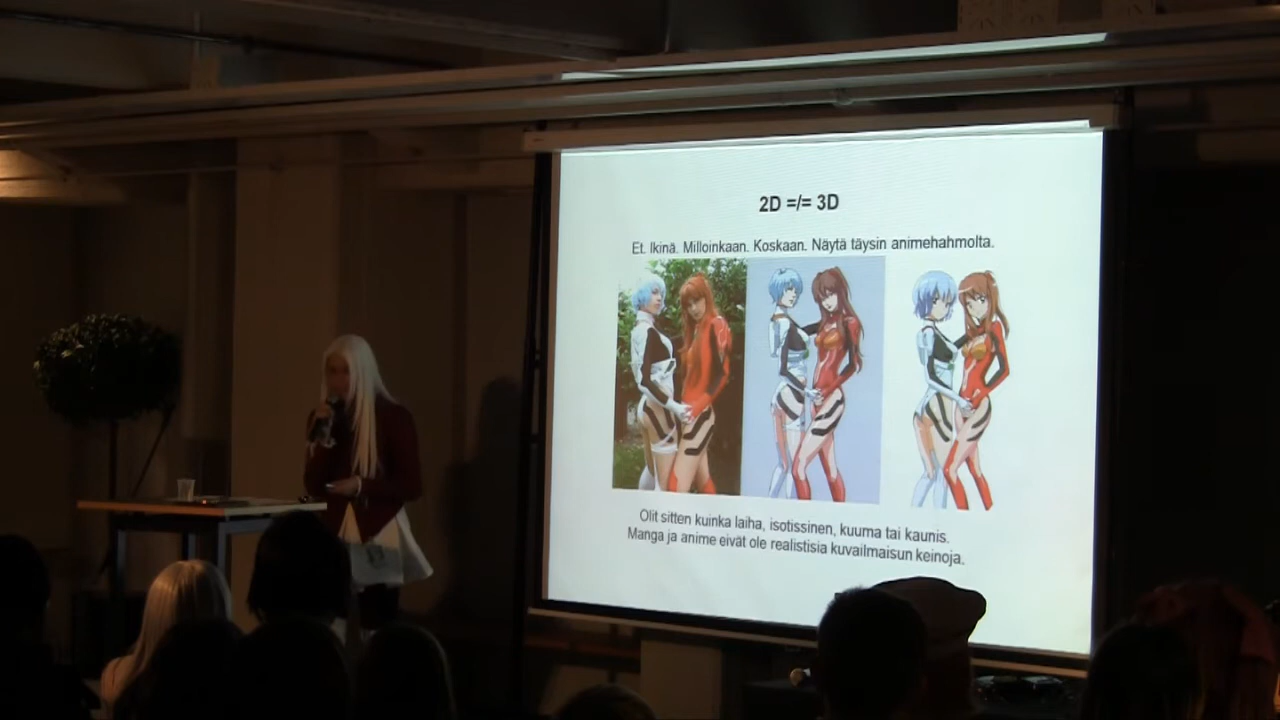 2D =/= 3D
Et. Ikinä. Milloinkaan. Koskaan. Näytä täysin animehahmolta.
Olit sitten kuinka laiha, isotissinen, kuuma tai kaunis.
Manga ja anime eivät ole realistisia kuvailmaisun keinoja.